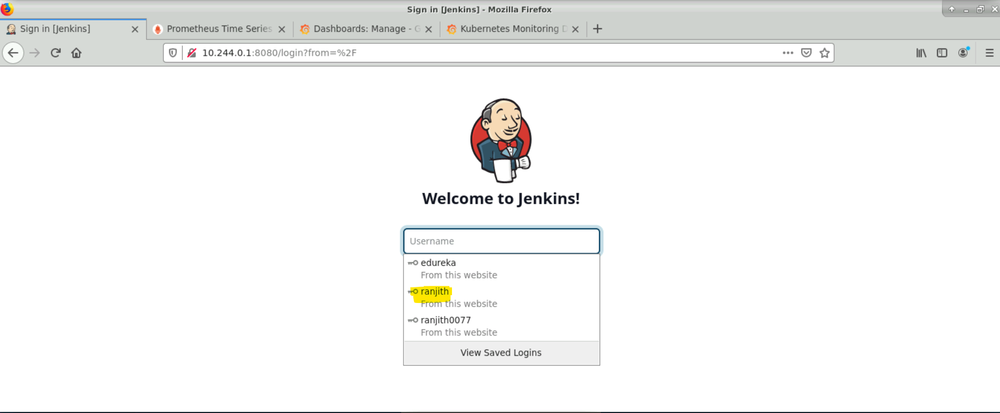 Sign in [Jenkins] - Mozilla Firefox
Sign in [Jenkins] Prometheus Time Series Dashboards: Manage - G Kubernetes Monitoring D
10.244.0.1:8080/login?from=%2F
Welcome to Jenkins!
Username
edureka
From this website
ranjith
From this website
ranjith0077
From this website
View Saved Logins